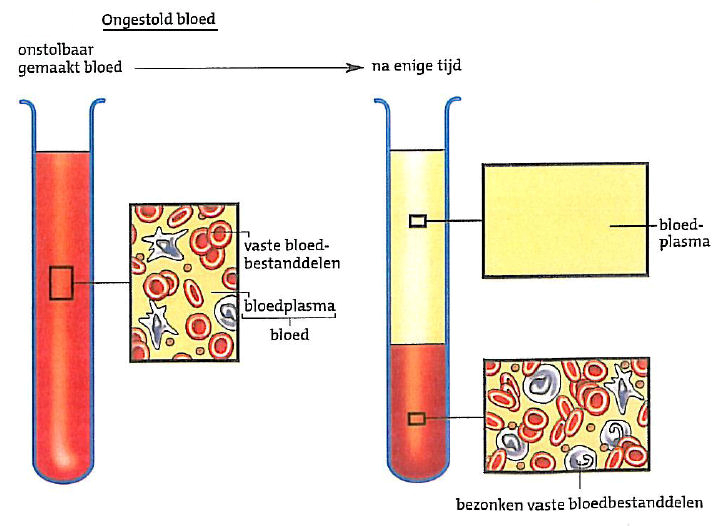 Ongestold bloed
onstolbaar
gemaakt bloed
na enige tijd
vaste bloed-
bestanddelen
bloedplasma
bloed
bloed-
plasma
bezonken vaste bloedbestanddelen